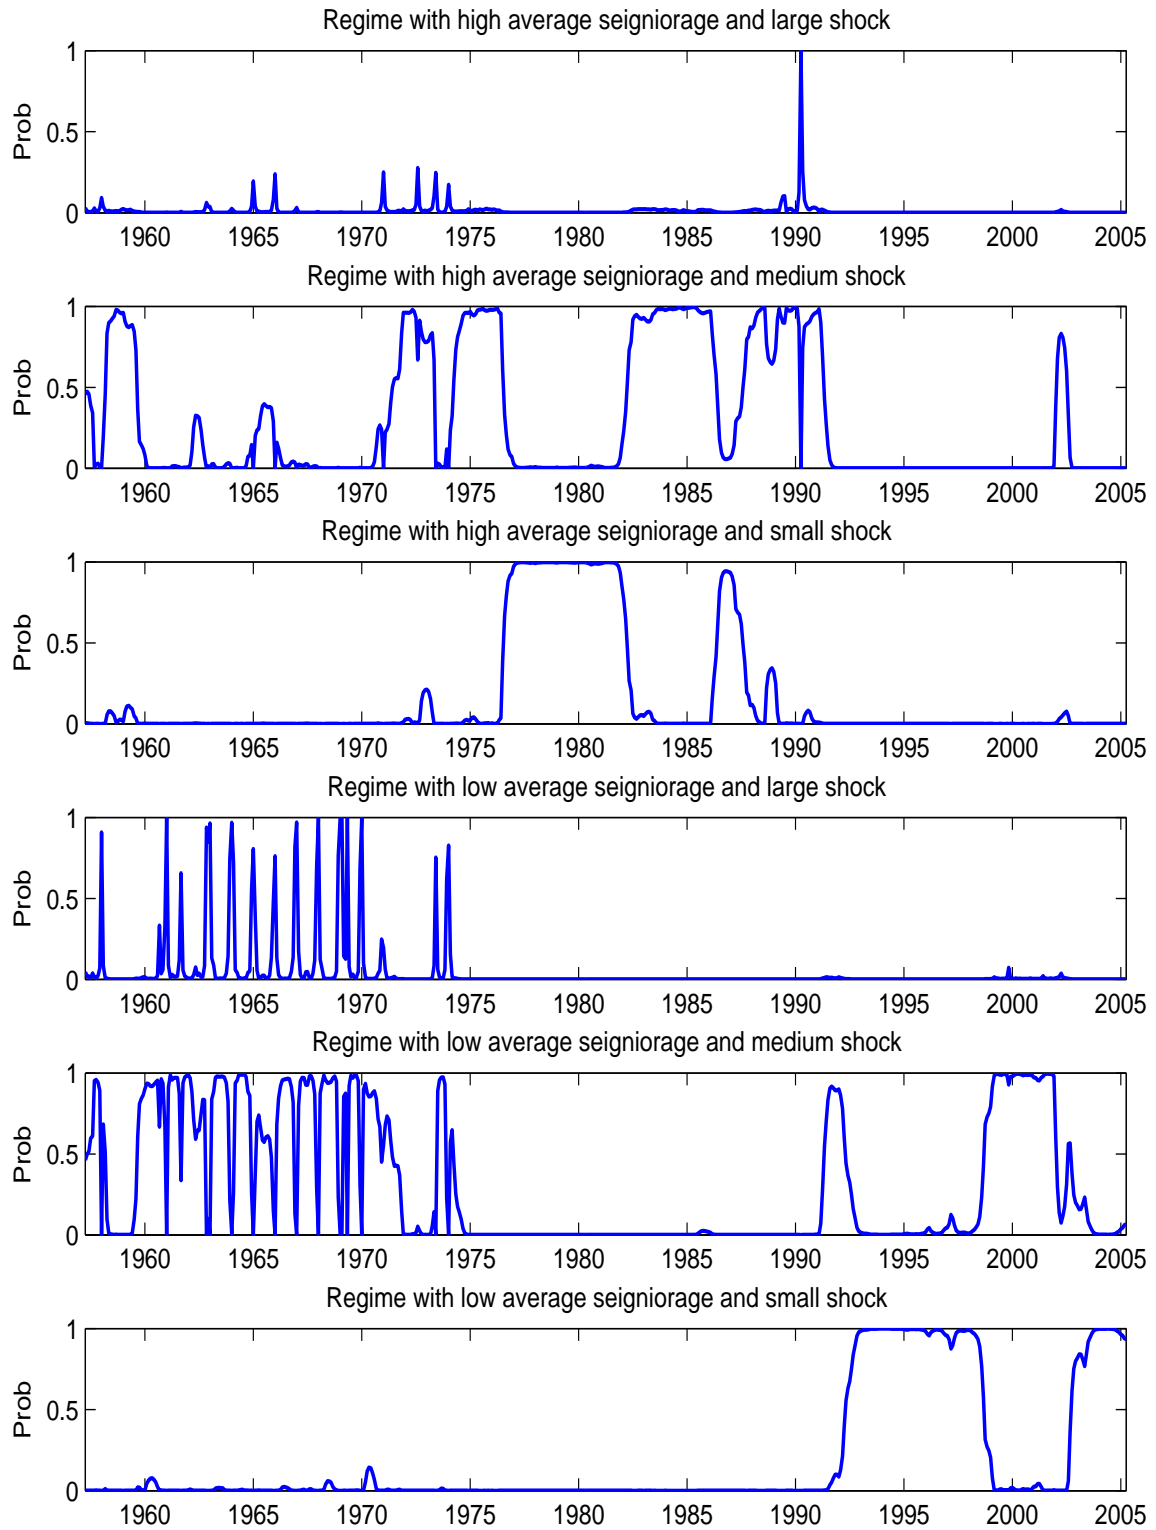 Regime with high average seigniorage and large shock
1
0.5
0
Prob
1960 1965 1970 1975 1980 1985 1990 1995 2000 2005
Regime with high average seigniorage and medium shock
1
0.5
0
Prob
1960 1965 1970 1975 1980 1985 1990 1995 2000 2005
Regime with high average seigniorage and small shock
1
0.5
0
Prob
1960 1965 1970 1975 1980 1985 1990 1995 2000 2005
Regime with low average seigniorage and large shock
1
0.5
0
Prob
1960 1965 1970 1975 1980 1985 1990 1995 2000 2005
Regime with low average seigniorage and medium shock
1
0.5
0
Prob
1960 1965 1970 1975 1980 1985 1990 1995 2000 2005
Regime with low average seigniorage and small shock
1
0.5
0
Prob
1960 1965 1970 1975 1980 1985 1990 1995 2000 2005